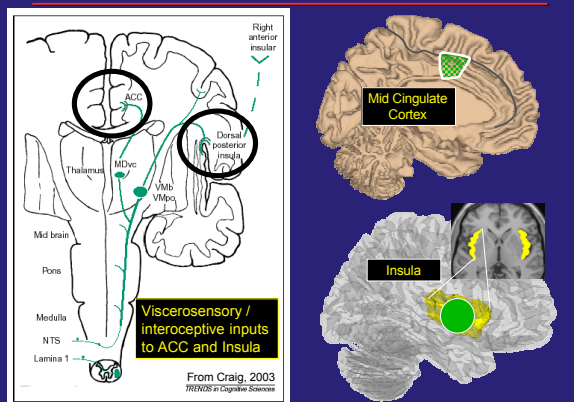 Right
anterior
insular
ACC
Dorsal
posterior
insula
Thalamus
MDvc
VMb
VMpo
Mid brain
Pons
Medulla
NTS
Lamina 1
Viscerosensory /
interoceptive inputs
to ACC and Insula
From Craig, 2003
TRENDS in Cognitive Sciences
Mid Cingulate
Cortex
Insula